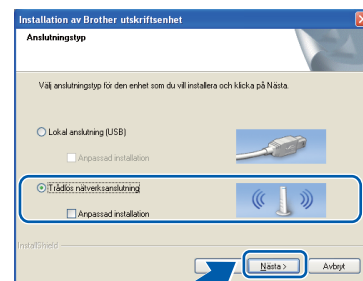 Installation av Brother utskriftsenhet
Anslutningstyp
Välj anslutningstyp för den enhet som du vill installera och klicka på Nästa.
Lokal anslutning (USB)
Anpassad installation
Trådlös nätverksanslutning
Anpassad installation
InstallShield
Nästa >
Avbryt